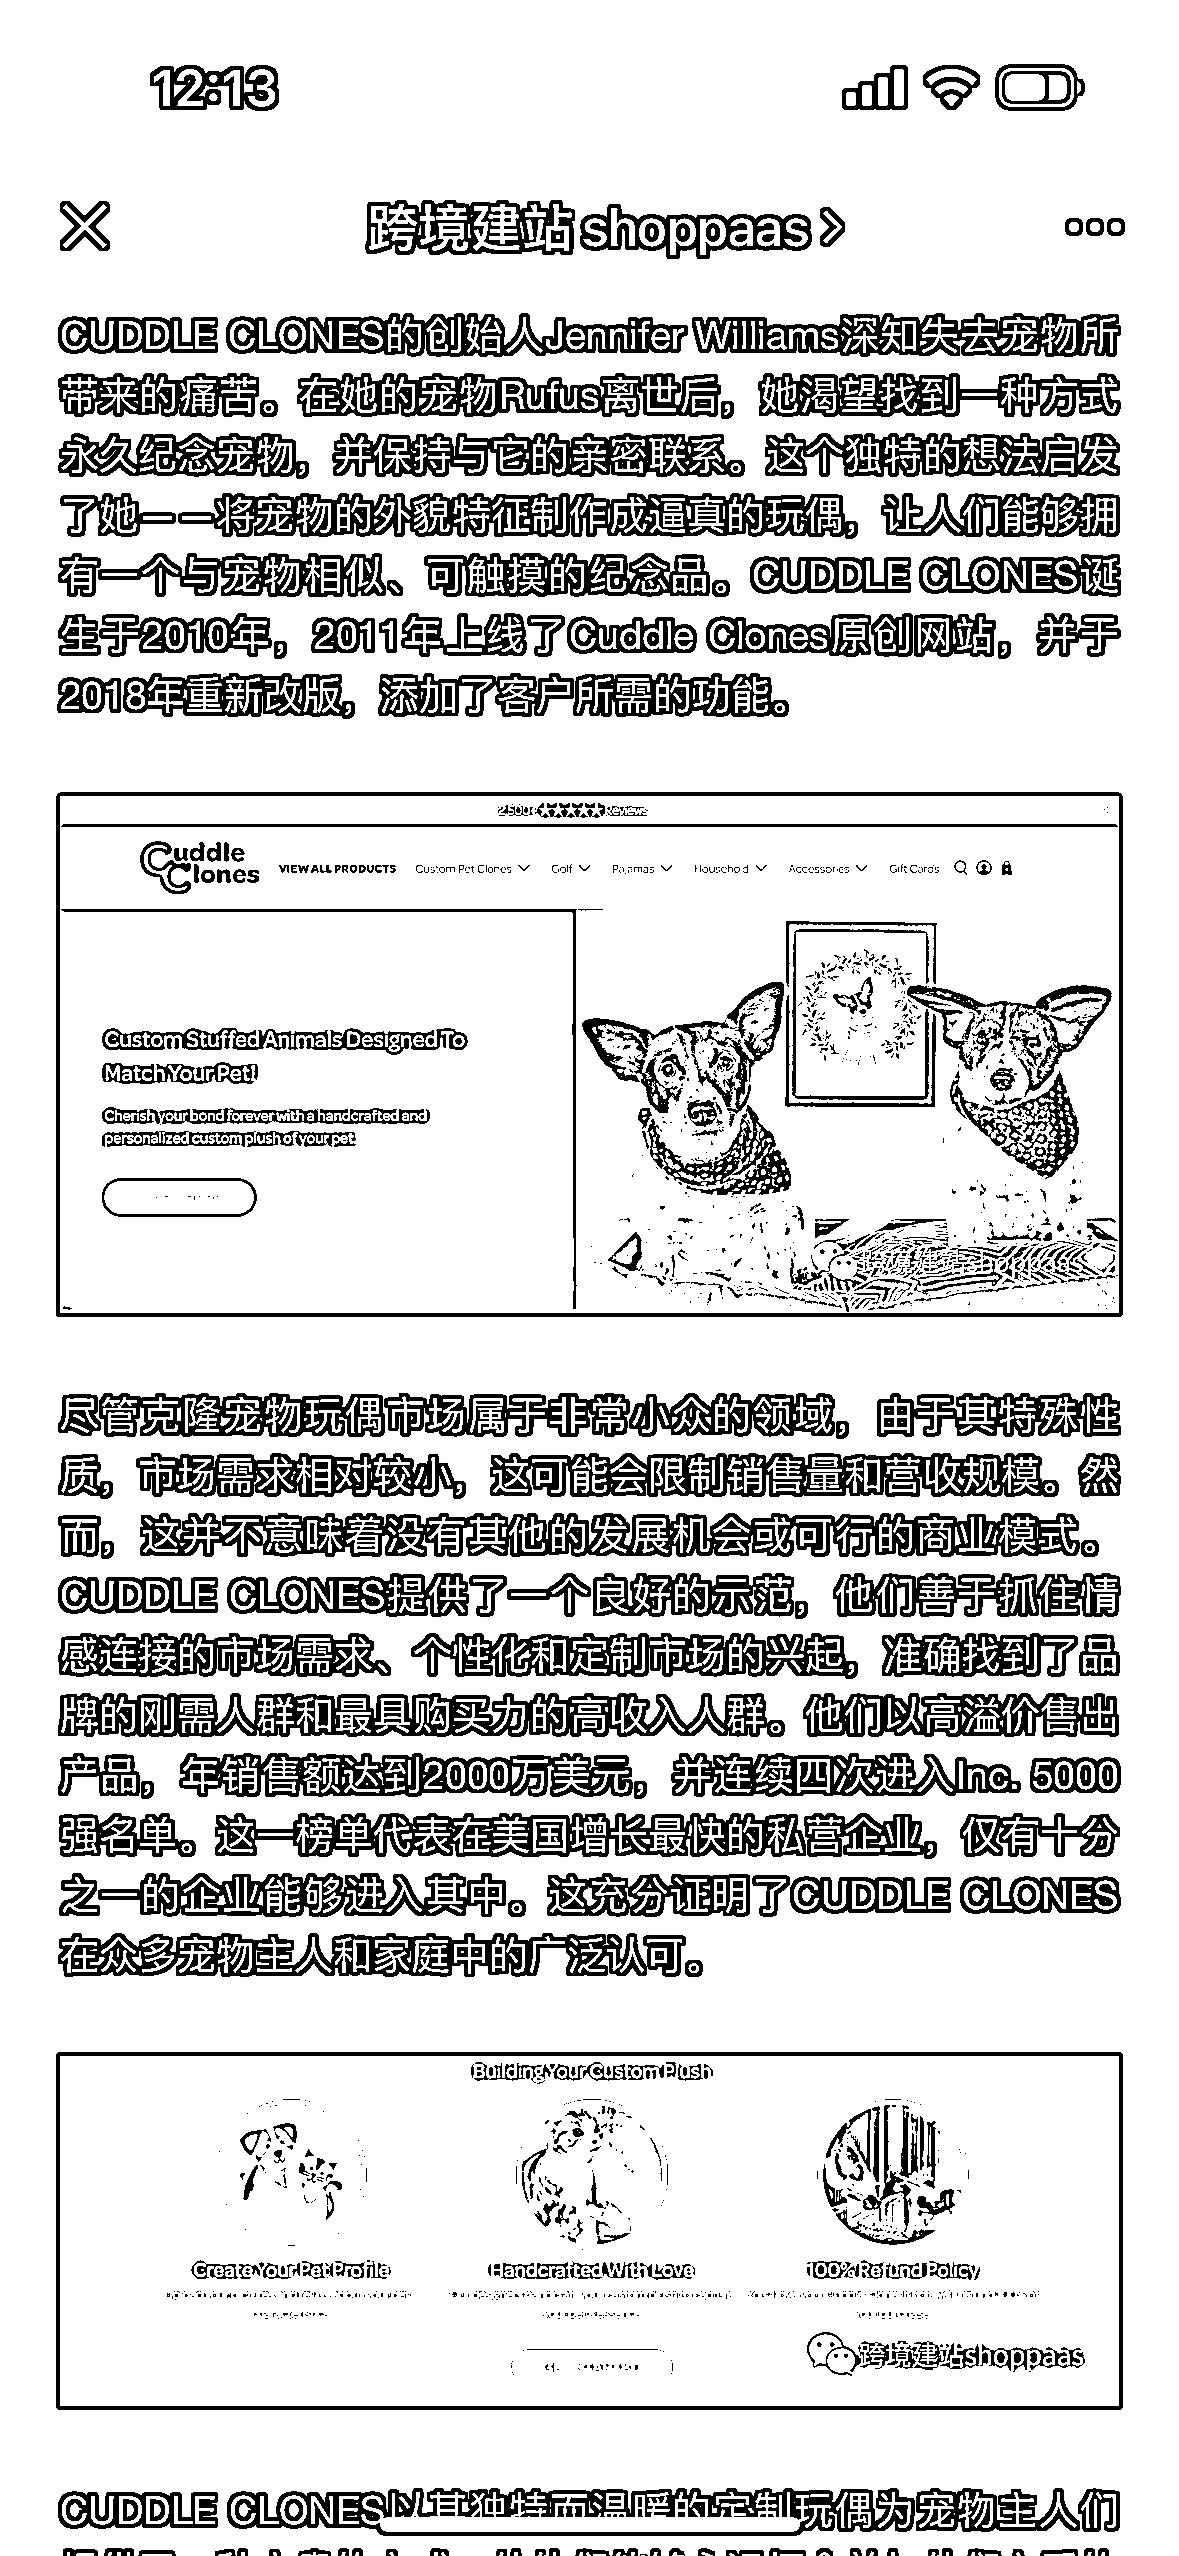 12:13
跨境建站 shoppaas
CUDDLE CLONES的创始人Jennifer Williams深知失去宠物所
带来的痛苦。在她的宠物Rufus离世后，她渴望找到一种方式
永久纪念宠物，并保持与它的亲密联系。这个独特的想法启发
了她——将宠物的外貌特征制作成逼真的玩偶，让人们能够拥
有一个与宠物相似、可触摸的纪念品。CUDDLE CLONES诞
生于2010年，2011年上线了Cuddle Clones原创网站，并于
2018年重新改版，添加了客户所需的功能。
2500+ ★★★★★ Reviews
Cuddle Clones
VIEW ALL PRODUCTS Custom Pet Clones Golf Pajamas Household Accessories Gift Cards
Custom Stuffed Animals Designed To
Match Your Pet!
Cherish your bond forever with a handcrafted and
personalized custom plush of your pet.
跨境建站shoppaas
尽管克隆宠物玩偶市场属于非常小众的领域，由于其特殊性
质，市场需求相对较小，这可能会限制销售量和营收规模。然
而，这并不意味着没有其他的发展机会或可行的商业模式。
CUDDLE CLONES提供了一个良好的示范，他们善于抓住情
感连接的市场需求、个性化和定制市场的兴起，准确找到了品
牌的刚需人群和最具购买力的高收入人群。他们以高溢价售出
产品，年销售额达到2000万美元，并连续四次进入Inc. 5000
强名单。这一榜单代表在美国增长最快的私营企业，仅有十分
之一的企业能够进入其中。这充分证明了CUDDLE CLONES
在众多宠物主人和家庭中的广泛认可。
Building Your Custom Plush
Create Your Pet Profile
Handcrafted With Love
100% Refund Policy
跨境建站shoppaas
CUDDLE CLONES以其独特而温暖的定制玩偶为宠物主人们